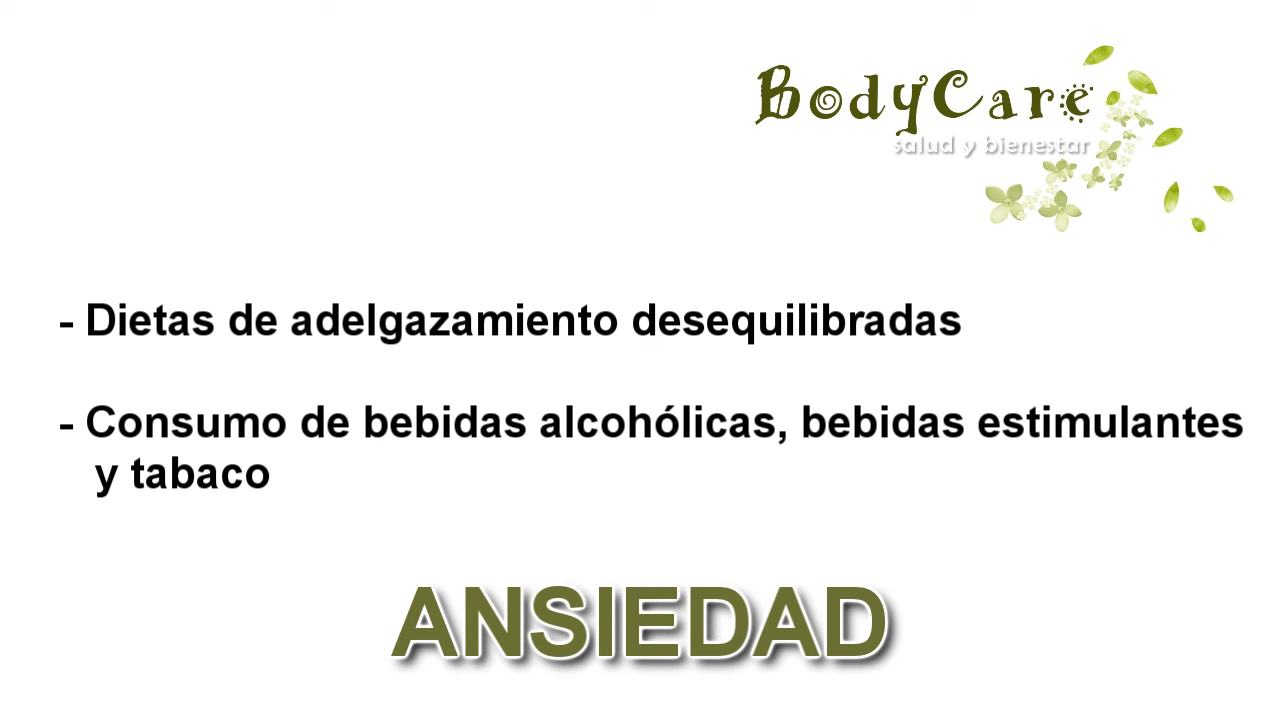 BodyCare
salud y bienestar
- Dietas de adelgazamiento desequilibradas
- Consumo de bebidas alcohólicas, bebidas estimulantes
y tabaco
ANSIEDAD